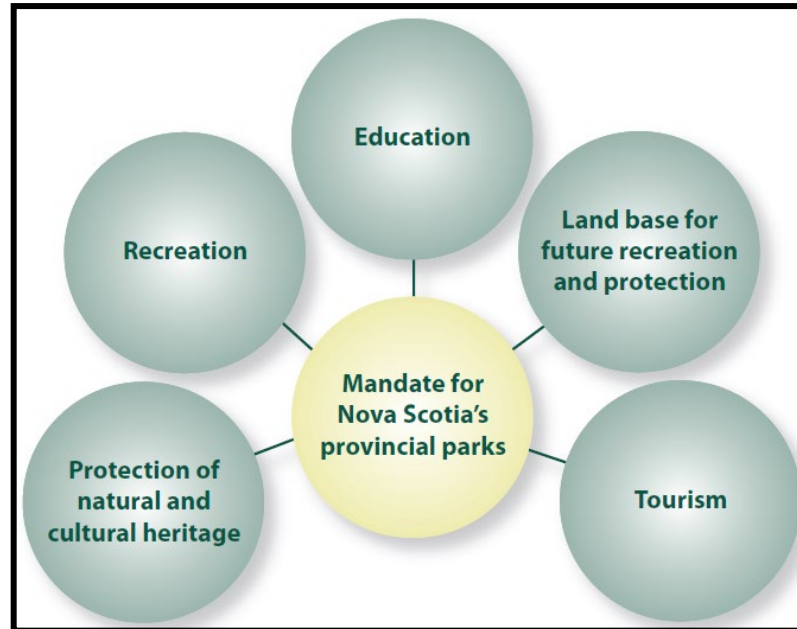 Education
Recreation
Land base for
future recreation
and protection
Mandate for
Nova Scotia’s
provincial parks
Protection of
natural and
cultural heritage
Tourism